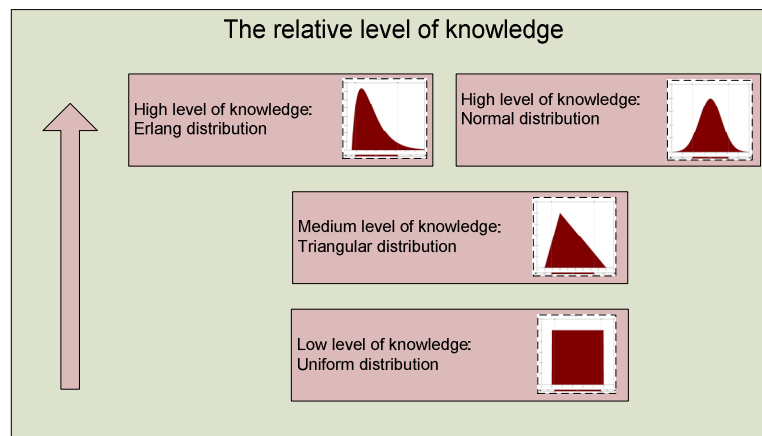 The relative level of knowledge
High level of knowledge:
Erlang distribution
High level of knowledge:
Normal distribution
Medium level of knowledge:
Triangular distribution
Low level of knowledge:
Uniform distribution